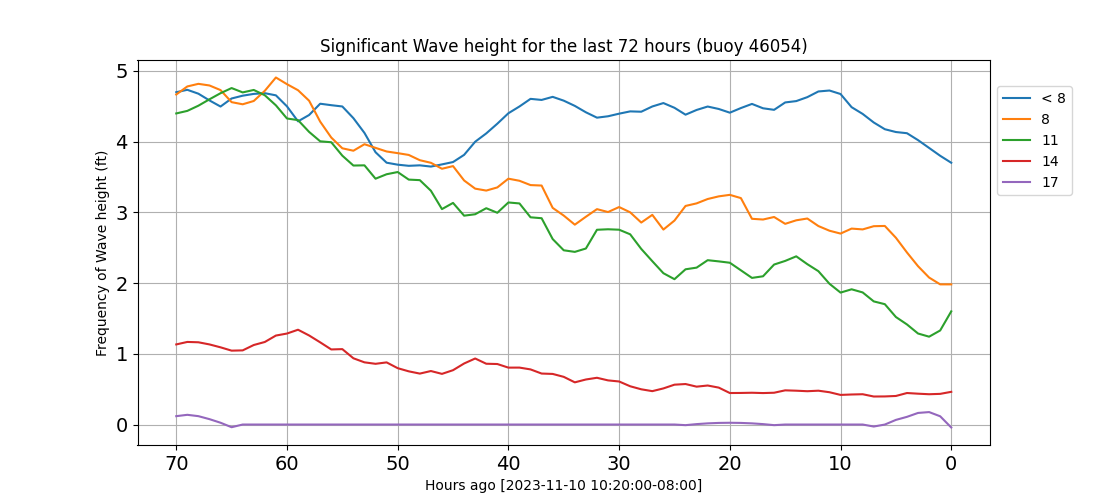 Significant Wave height for the last 72 hours (buoy 46054)
Frequency of Wave height (ft)
5
4
3
2
1
0
70 60 50 40 30 20 10 0
Hours ago [2023-11-10 10:20:00-08:00]
< 8
8
11
14
17